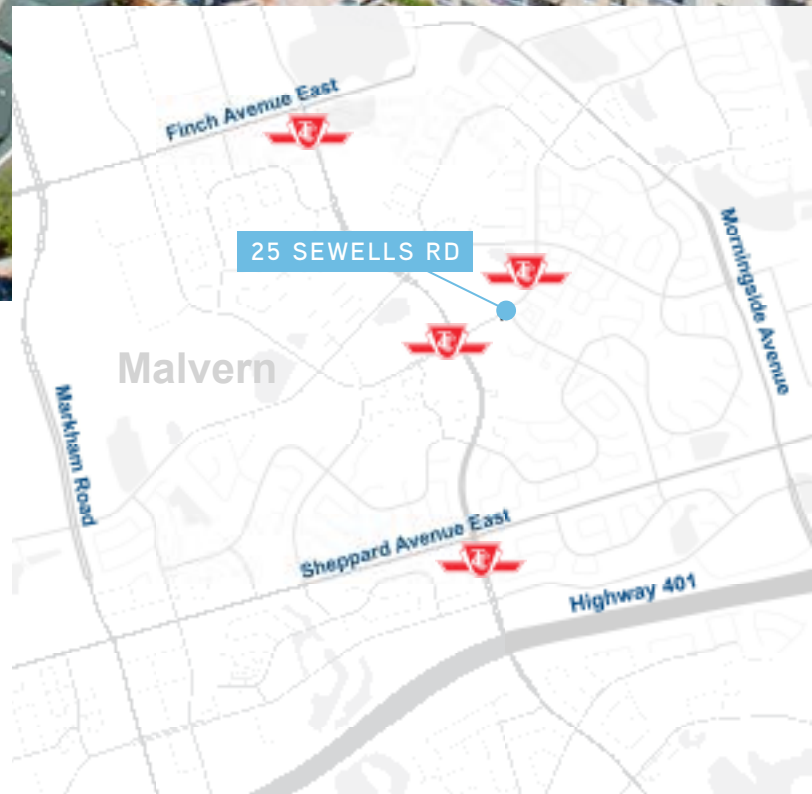 Finch Avenue East
25 SEWELLS RD
Morningside Avenue
Malvern
Markham Road
Sheppard Avenue East
Highway 401